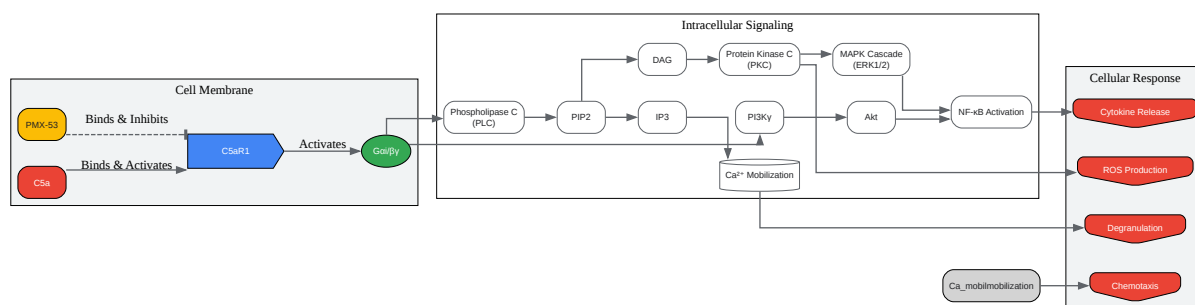 Intracellular Signaling
Cell Membrane
Cellular Response
PMX-53
Binds & Inhibits
C5a
Binds & Activates
C5aR1
Activates
Gαi/βγ
Phospholipase C
(PLC)
PIP2
DAG
IP3
Protein Kinase C
(PKC)
MAPK Cascade
(ERK1/2)
PI3Kγ
Akt
Ca²⁺ Mobilization
NF-κB Activation
Cytokine Release
ROS Production
Degranulation
Ca_mobilmobilization
Chemotaxis